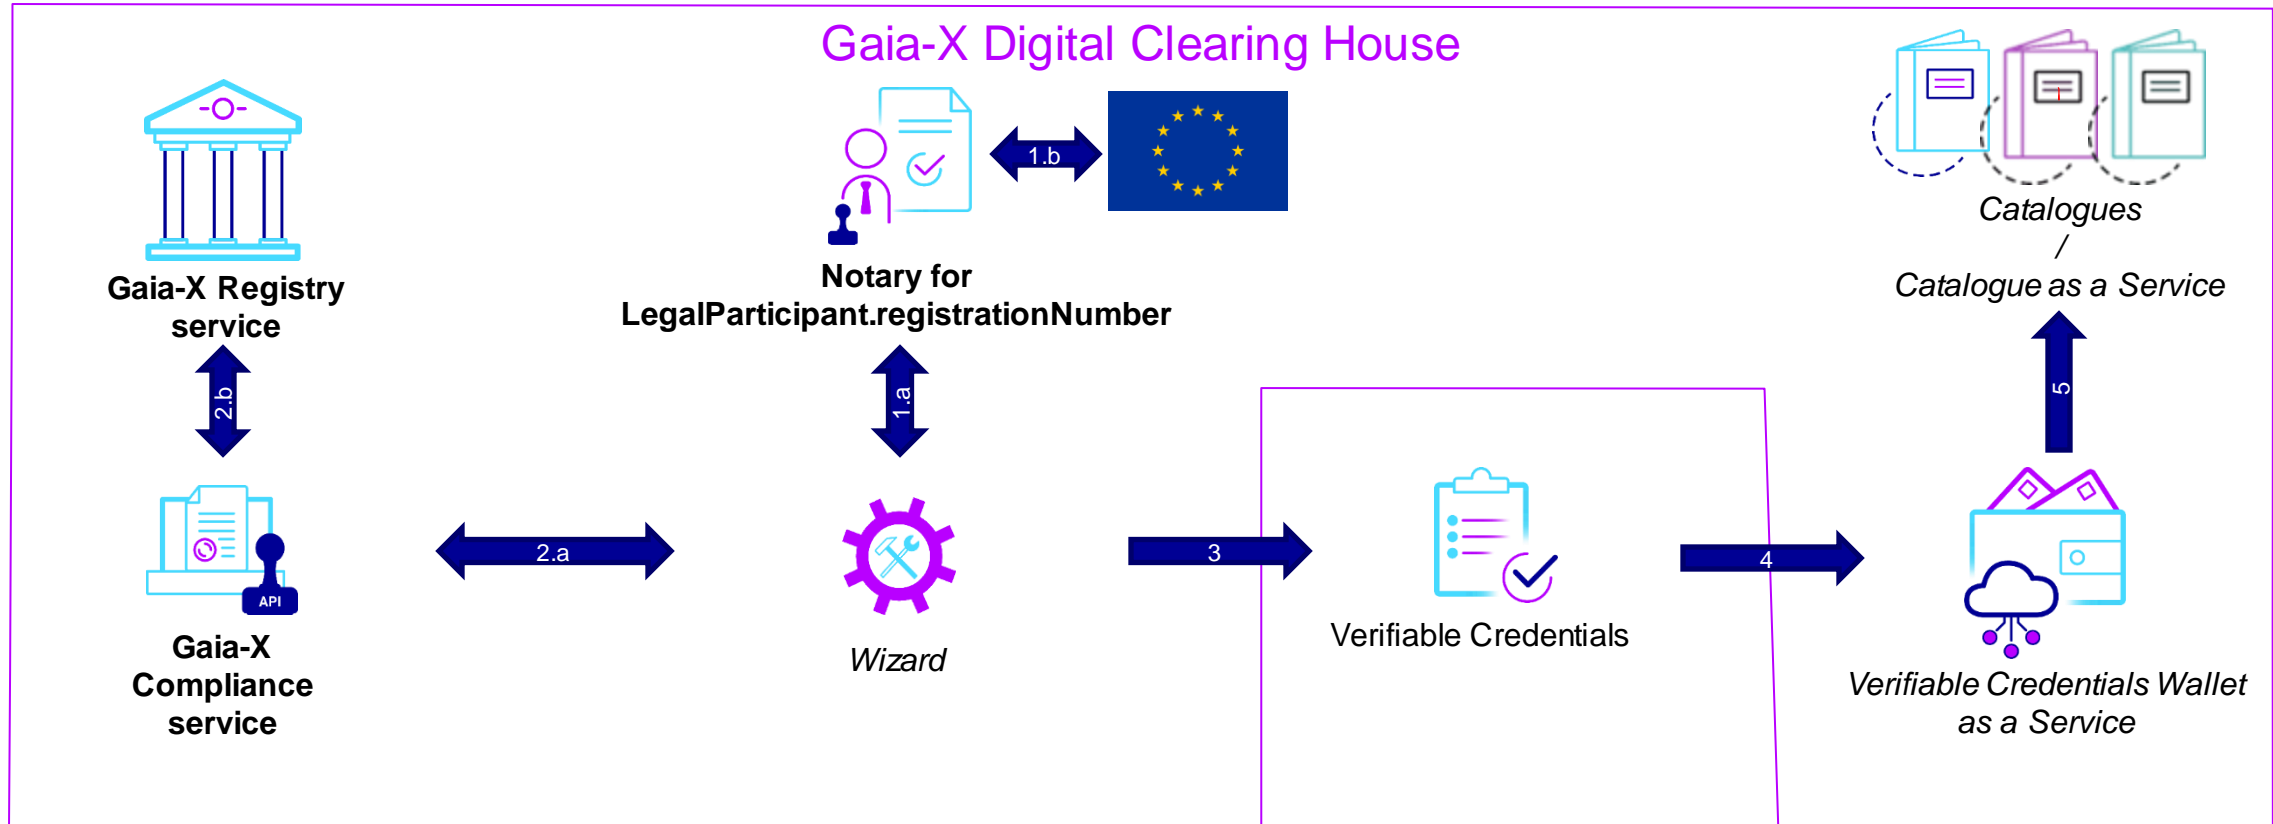 Gaia-X Digital Clearing House
1.b
Catalogues
/
Catalogue as a Service
Gaia-X Registry
service
Notary for
LegalParticipant.registrationNumber
2.b
1.a
5
2.a
3
4
API
Gaia-X
Compliance
service
Wizard
Verifiable Credentials
Verifiable Credentials Wallet
as a Service